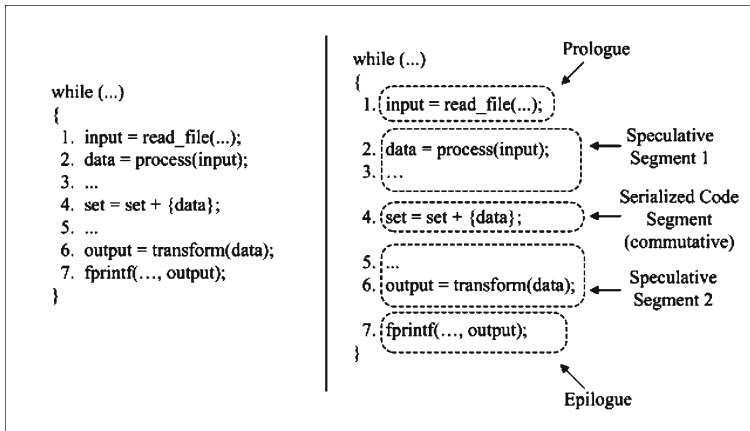 while (...)
{
1. input = read_file(...);
2. data = process(input);
3. ...
4. set = set + {data};
5. ...
6. output = transform(data);
7. fprintf(…, output);
}
while (...)
{
1. input = read_file(...);
2. data = process(input);
3. …
4. set = set + {data};
5. ...
6. output = transform(data);
7. fprintf(…, output);
}
Prologue
Speculative
Segment 1
Serialized Code
Segment
(commutative)
Speculative
Segment 2
Epilogue